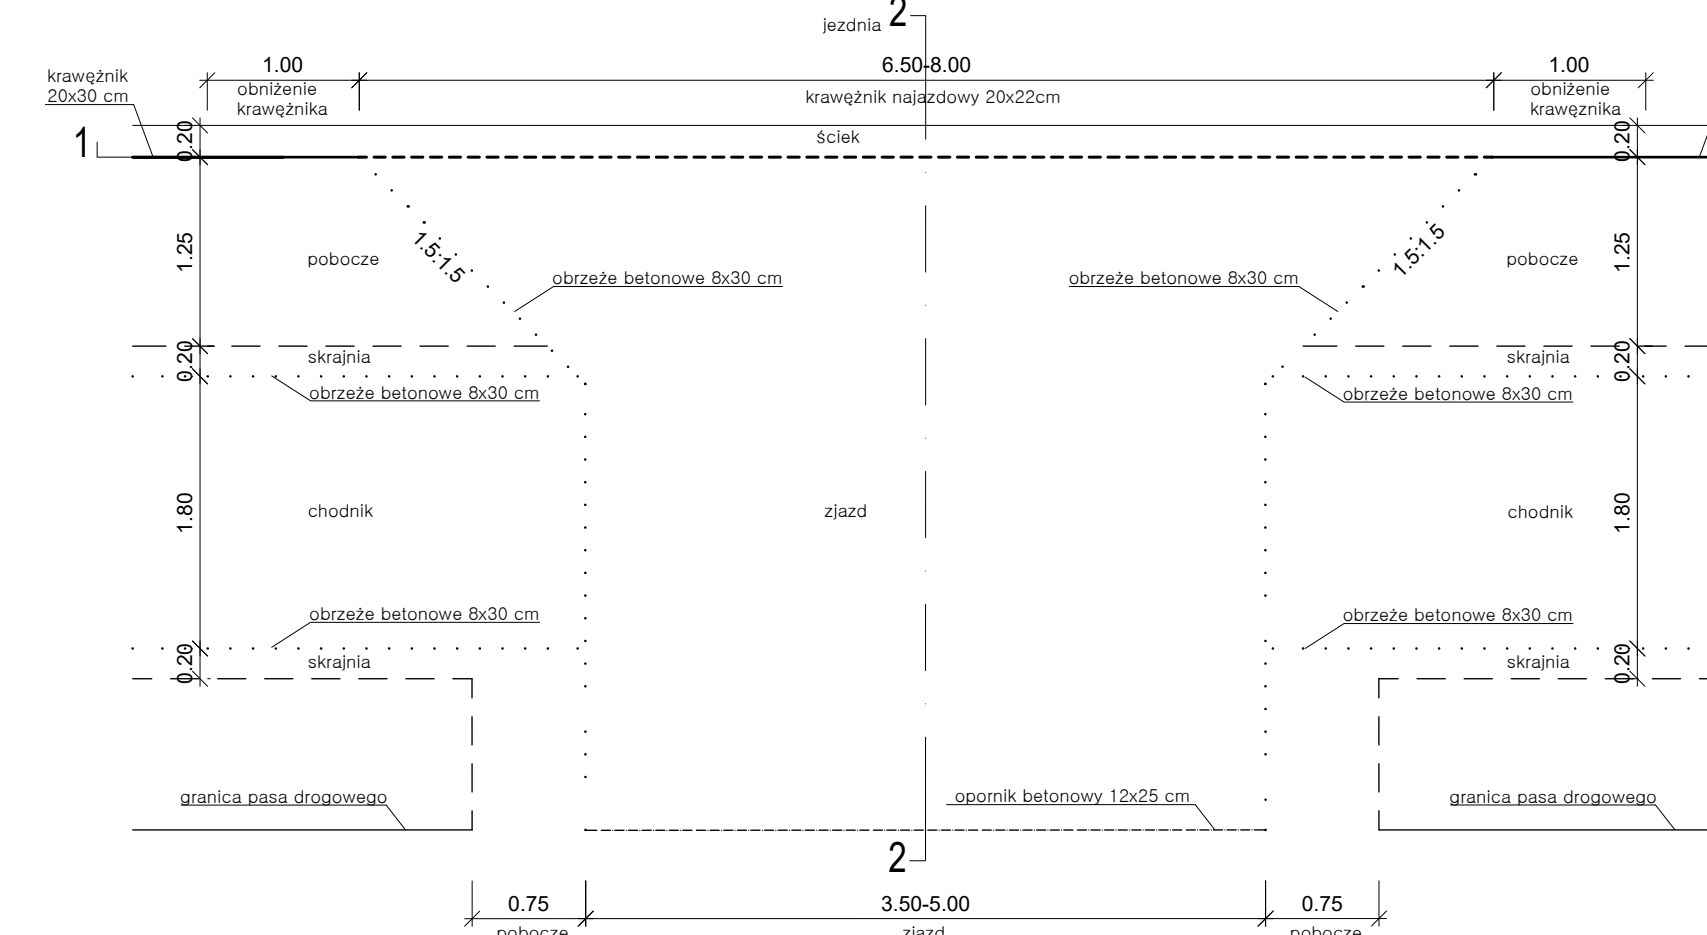 jezdnia
2
1.00
6.50-8.00
1.00
krawężnik
20x30 cm
obniżenie
krawężnika
krawężnik najazdowy 20x22cm
obniżenie
krawęznika
1
0.20
ściek
0.20
1.25
pobocze
1.5:1.5
obrzeże betonowe 8x30 cm
obrzeże betonowe 8x30 cm
1.5:1.5
pobocze
1.25
0.20
skrajnia
skrajnia
0.20
obrzeże betonowe 8x30 cm
obrzeże betonowe 8x30 cm
1.80
chodnik
zjazd
chodnik
1.80
obrzeże betonowe 8x30 cm
obrzeże betonowe 8x30 cm
0.20
skrajnia
skrajnia
0.20
granica pasa drogowego
opornik betonowy 12x25 cm
granica pasa drogowego
2
0.75
3.50-5.00
0.75
pobocze
zjazd
pobocze